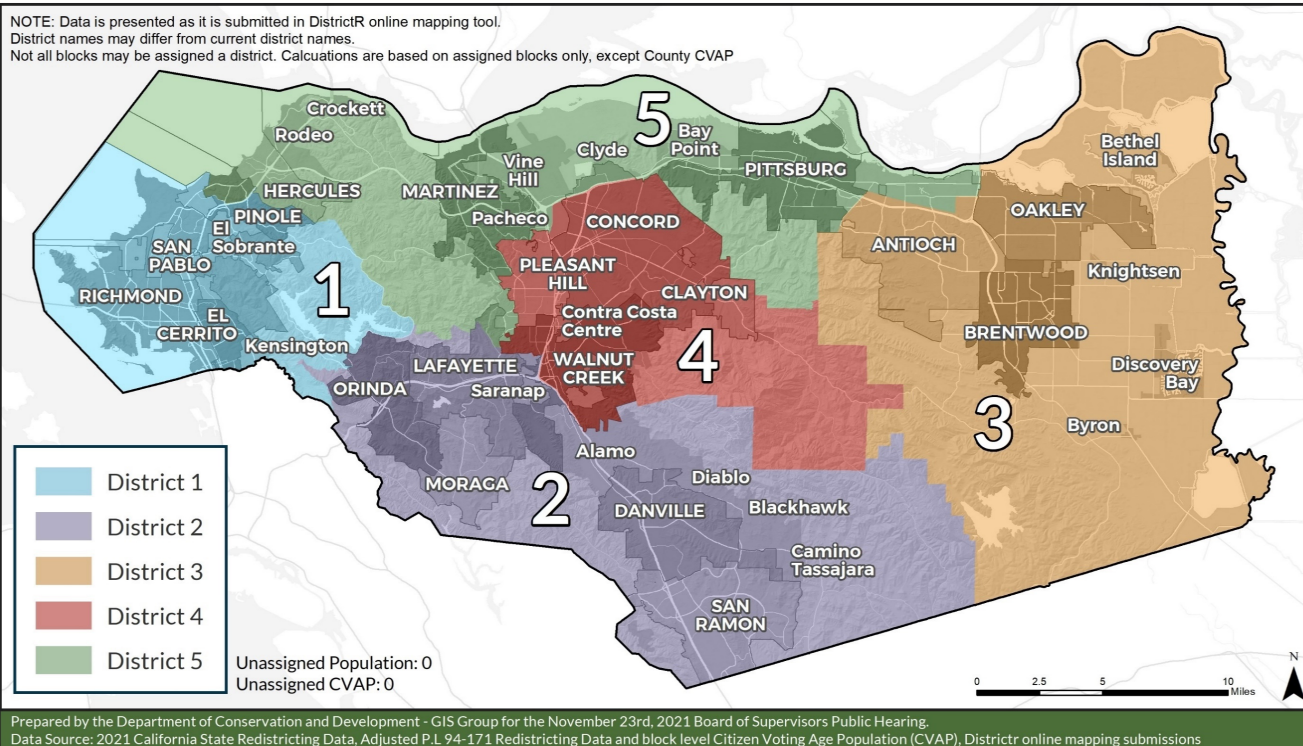 NOTE: Data is presented as it is submitted in DistrictR online mapping tool.
District names may differ from current district names.
Not all blocks may be assigned a district. Calcuations are based on assigned blocks only, except County CVAP
Crockett
Rodeo
5
Bay
Point
Clyde
Vine
Hill
Bethel
Island
HERCULES
MARTINEZ
PITTSBURG
PINOLE
Pacheco
CONCORD
OAKLEY
El
Sobrante
SAN
PABLO
ANTIOCH
PLEASANT
HILL
Knightsen
RICHMOND
1
CLAYTON
EL
CERRITO
Contra Costa
Centre
BRENTWOOD
Kensington
4
WALNUT
CREEK
LAFAYETTE
Discovery
Bay
ORINDA
Saranap
3
Byron
Alamo
MORAGA
2
Diablo
DANVILLE
Blackhawk
Camino
Tassajara
SAN
RAMON
District 1
District 2
District 3
District 4
District 5
Unassigned Population: 0
Unassigned CVAP: 0
N
0 2.5 5 10
Miles
Prepared by the Department of Conservation and Development - GIS Group for the November 23rd, 2021 Board of Supervisors Public Hearing.
Data Source: 2021 California State Redistricting Data, Adjusted P.L 94-171 Redistricting Data and block level Citizen Voting Age Population (CVAP), Districtr online mapping submissions